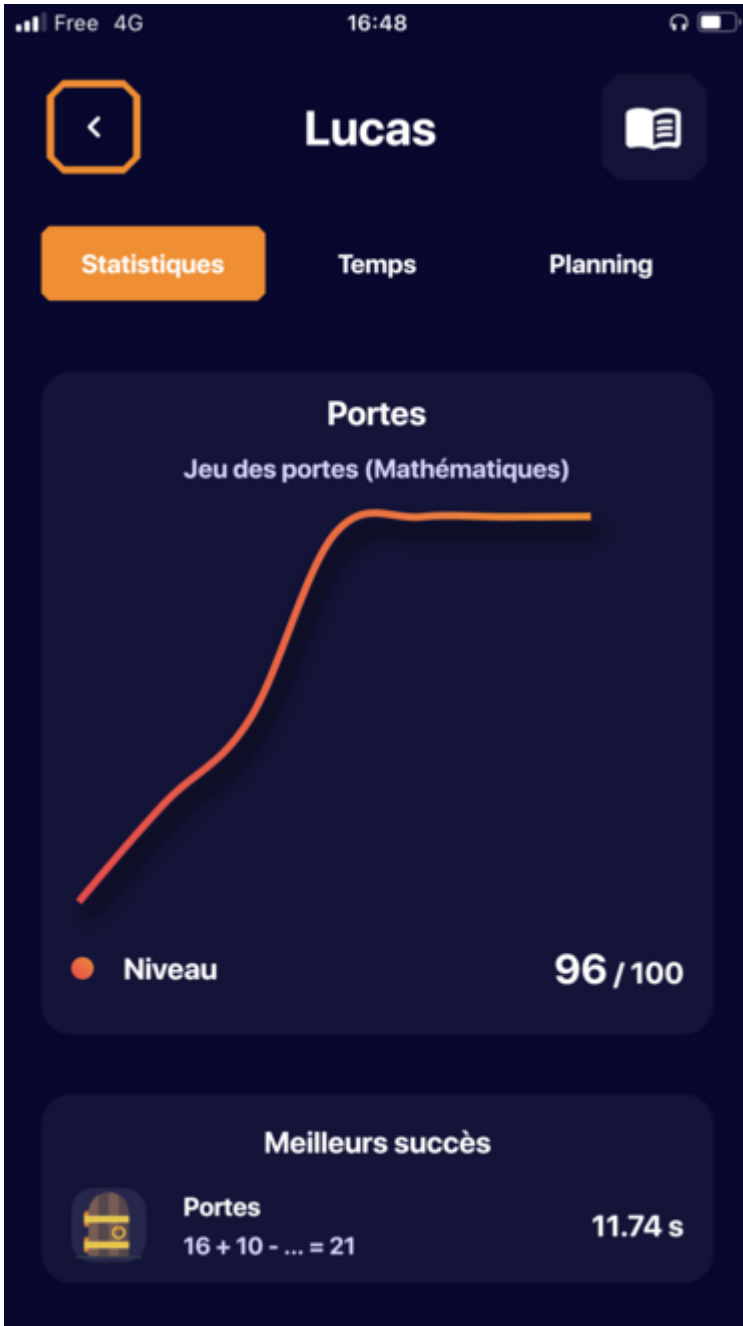 Free 4G 16:48
Lucas
Statistiques Temps Planning
Portes
Jeu des portes (Mathématiques)
Niveau 96 / 100
Meilleurs succès
Portes
16 + 10 - ... = 21
11.74 s